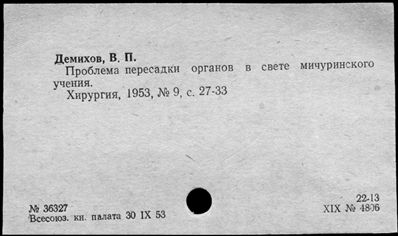 Демихов, В. П.
Проблема пересадки органов в свете мичуринского
учения.
Хирургия, 1953, № 9, с. 27-33
№ 36327
Всесоюз. кн. палата 30 IX 53
22-13
XIX № 4806